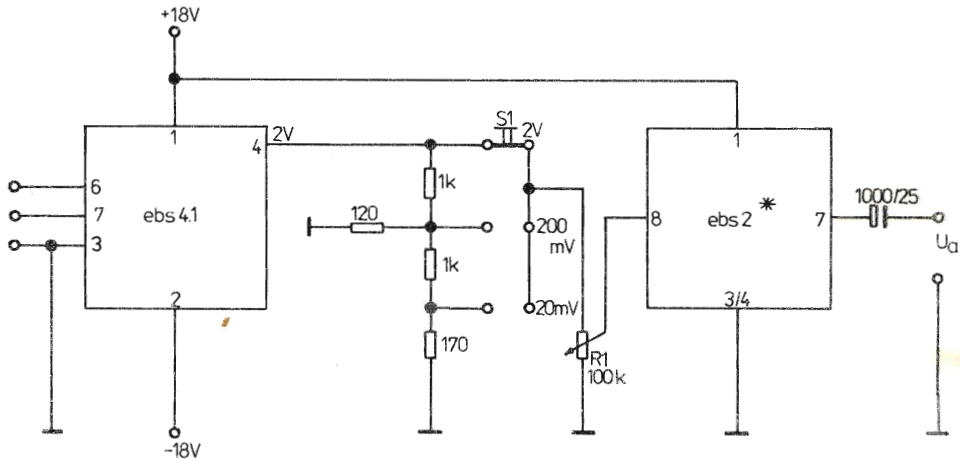 +18V
1
4
2V
6
7
3
ebs 4.1
2
-18V
1k
120
1k
170
S1
2V
200
mV
20mV
R1
100k
1
8
ebs 2 *
7
3/4
1000/25
Ua